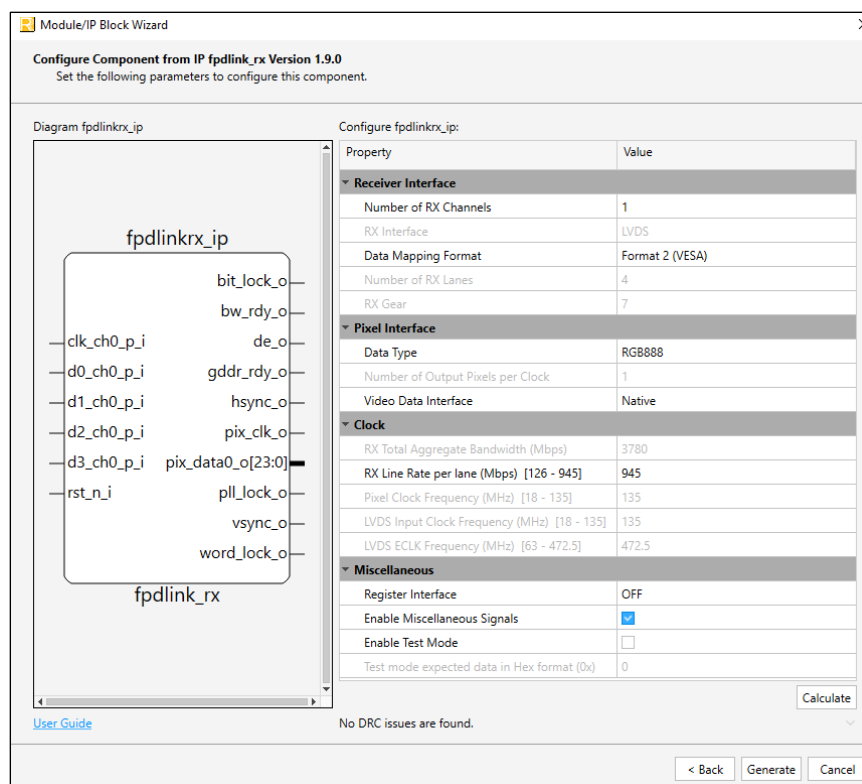 Module/IP Block Wizard
Configure Component from IP fpdlink_rx Version 1.9.0
Set the following parameters to configure this component.
Diagram fpdlinkrx_ip
fpdlinkrx_ip
bit_lock_o
bw_rdy_o
clk_ch0_p_i de_o
d0_ch0_p_i gddr_rdy_o
d1_ch0_p_i hsync_o
d2_ch0_p_i pix_clk_o
d3_ch0_p_i pix_data0_o[23:0]
rst_n_i pll_lock_o
vsync_o
word_lock_o
fpdlink_rx
User Guide
Configure fpdlinkrx_ip:
Property Value
Receiver Interface
Number of RX Channels 1
RX Interface LVDS
Data Mapping Format Format 2 (VESA)
Number of RX Lanes 4
RX Gear 7
Pixel Interface
Data Type RGB888
Number of Output Pixels per Clock 1
Video Data Interface Native
Clock
RX Total Aggregate Bandwidth (Mbps) 3780
RX Line Rate per lane (Mbps) [126 - 945] 945
Pixel Clock Frequency (MHz) [18 - 135] 135
LVDS Input Clock Frequency (MHz) [18 - 135] 135
LVDS ECLK Frequency (MHz) [63 - 472.5] 472.5
Miscellaneous
Register Interface OFF
Enable Miscellaneous Signals
Enable Test Mode
Test mode expected data in Hex format (0x) 0
Calculate
No DRC issues are found.
< Back Generate Cancel